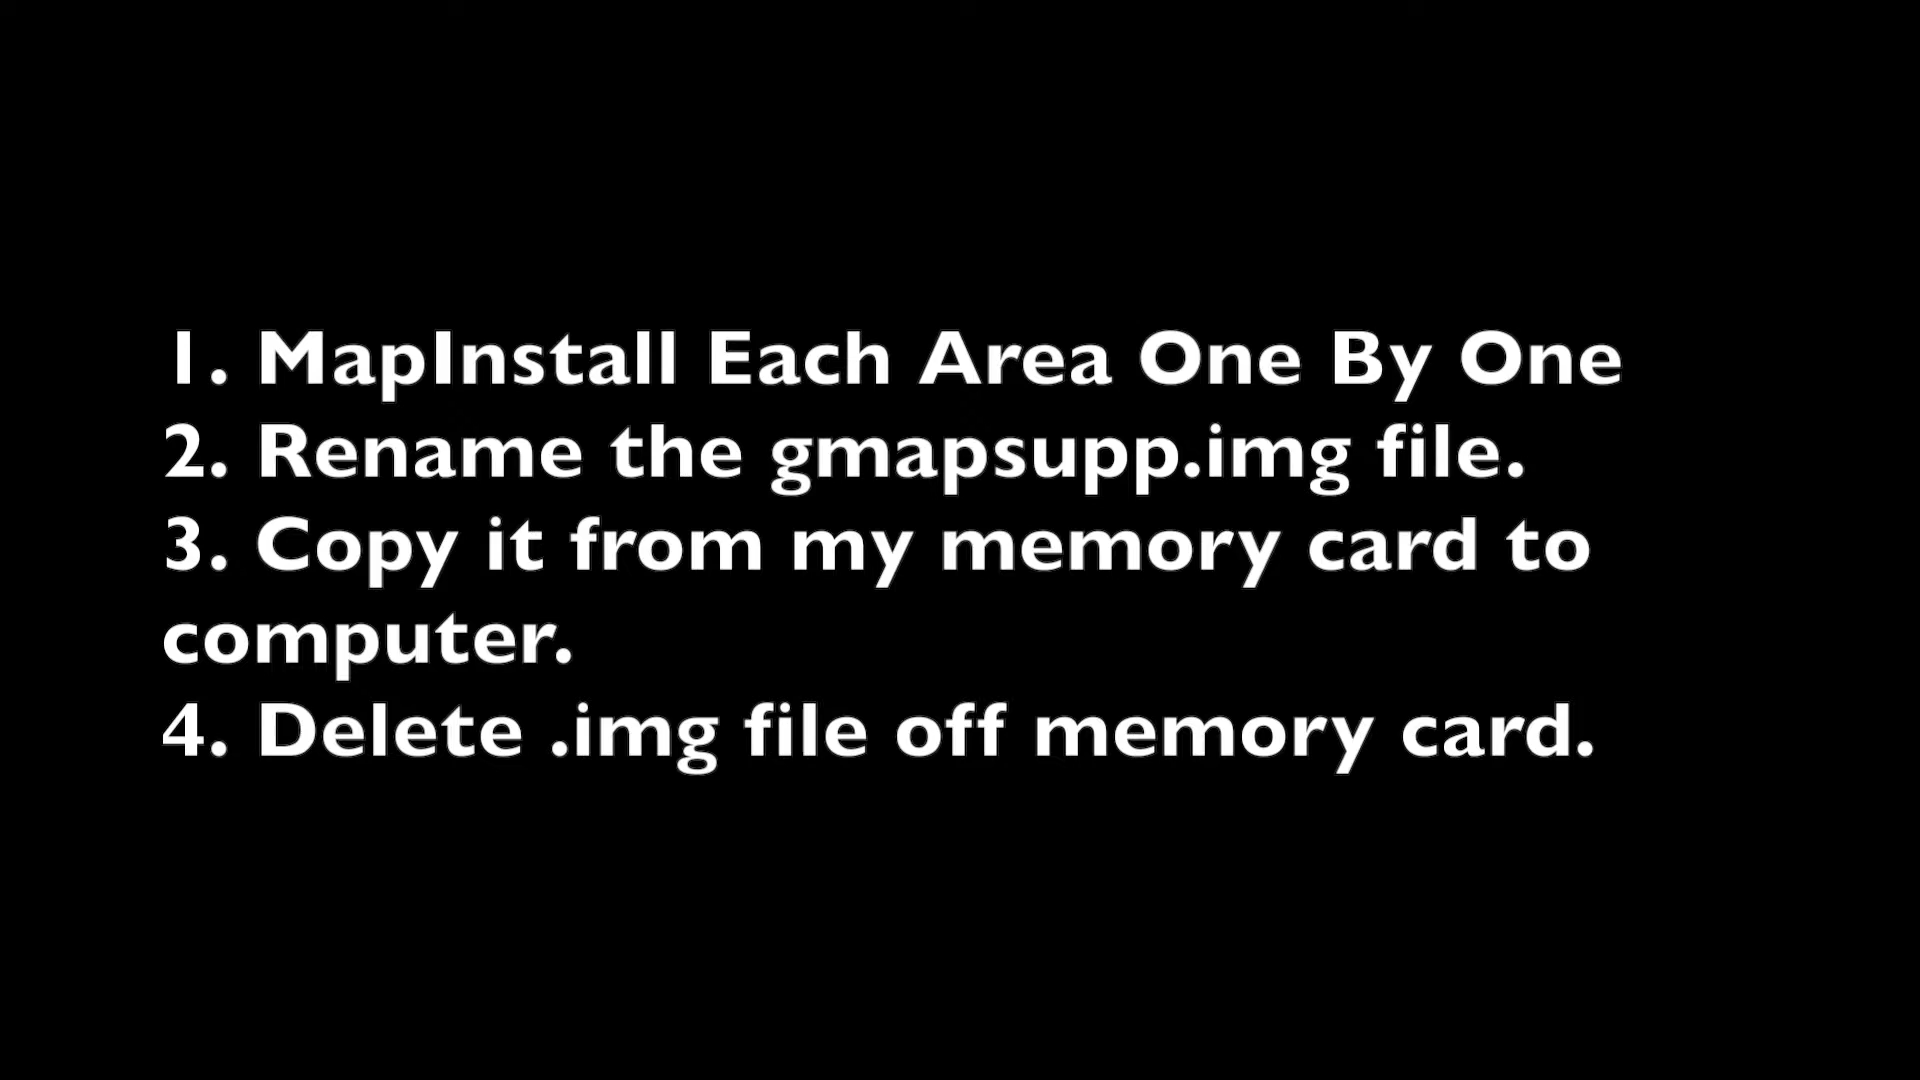 1. MapInstall Each Area One By One
2. Rename the gmapsupp.img file.
3. Copy it from my memory card to
computer.
4. Delete .img file off memory card.